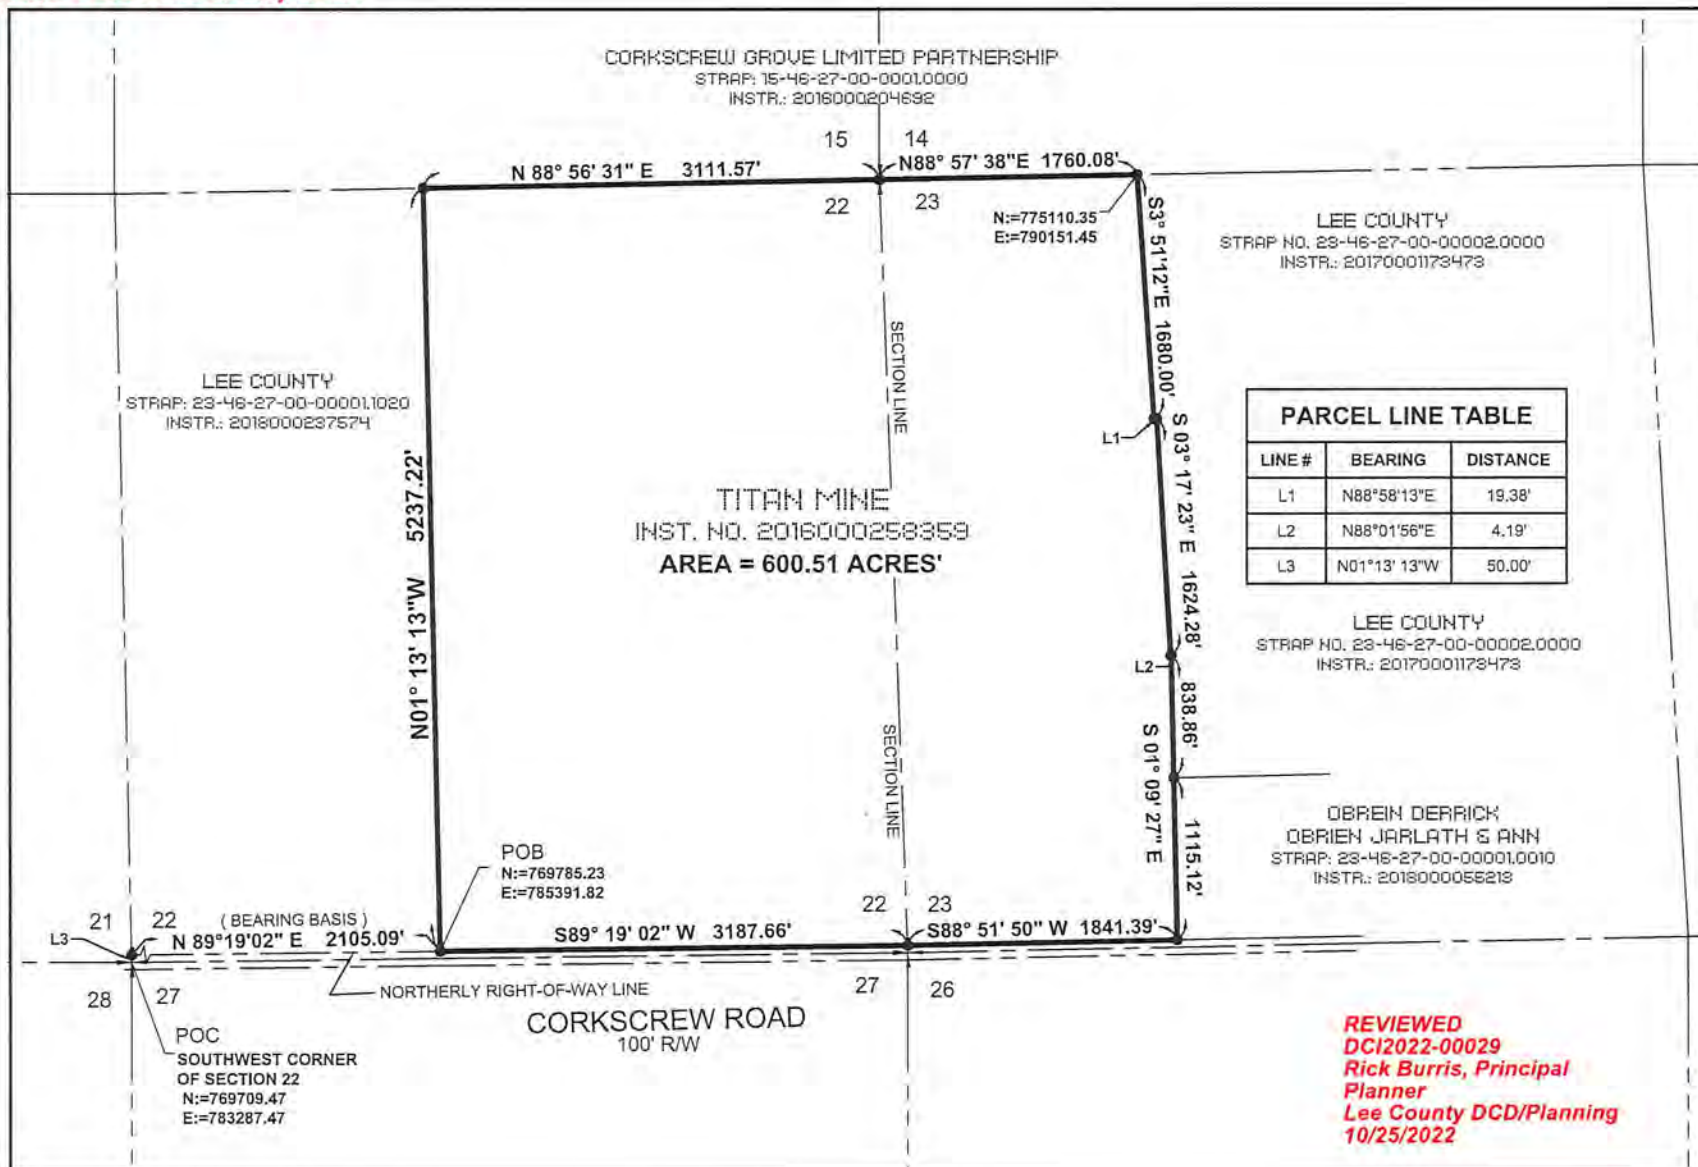 CORKSCREW GROVE LIMITED PARTNERSHIP
STRAP: 15-46-27-00-0001.0000
INSTR.: 2016000204692
15
14
N 88° 56' 31" E 3111.57'
N88° 57' 38"E 1760.08'
22
23
N:=775110.35
E:=790151.45
LEE COUNTY
STRAP NO. 23-46-27-00-00002.0000
INSTR.: 20170001173473
S3° 51'12"E 1680.00'
SECTION LINE
LEE COUNTY
STRAP: 23-46-27-00-00001.1020
INSTR.: 2018000237574
L1
PARCEL LINE TABLE
LINE # BEARING DISTANCE
L1 N88°58'13"E 19.38'
L2 N88°01'56"E 4.19'
L3 N01°13' 13"W 50.00'
N01° 13' 13"W 5237.22'
TITAN MINE
INST. NO. 2016000258359
AREA = 600.51 ACRES'
S 03° 17' 23" E 1624.28'
LEE COUNTY
STRAP NO. 23-46-27-00-00002.0000
INSTR.: 20170001173473
L2
838.86'
SECTION LINE
S 01° 09' 27" E
1115.12'
OBREIN DERRICK
OBRIEN JARLATH & ANN
STRAP: 23-46-27-00-00001.0010
INSTR.: 2018000056213
POB
N:=769785.23
E:=785391.82
21
22
( BEARING BASIS )
22
23
L3
N 89°19'02" E 2105.09'
S89° 19' 02" W 3187.66'
S88° 51' 50" W 1841.39'
28
27
NORTHERLY RIGHT-OF-WAY LINE
27
26
CORKSCREW ROAD
100' R/W
POC
SOUTHWEST CORNER
OF SECTION 22
N:=769709.47
E:=783287.47
REVIEWED
DCI2022-00029
Rick Burris, Principal
Planner
Lee County DCD/Planning
10/25/2022